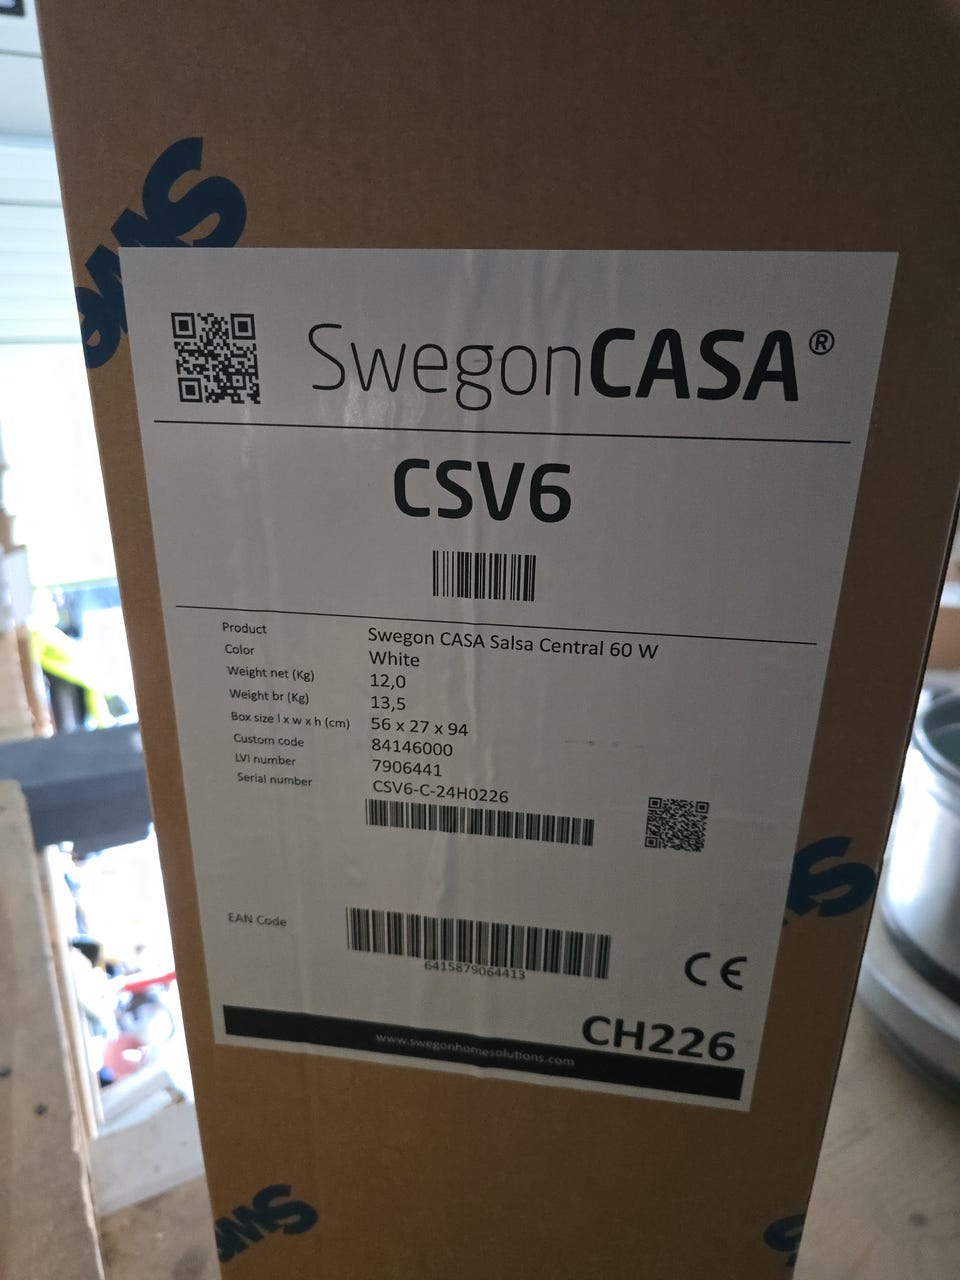 SwegonCASA®
CSV6
Product Swegon CASA Salsa Central 60 W
Color White
Weight net (Kg) 12,0
Weight br (Kg) 13,5
Box size l x w x h (cm) 56 x 27 x 94
Custom code 84146000
LVI number 7906441
Serial number CSV6-C-24H0226
EAN Code
6415879064413
CE
CH226
www.swegonhomesolutions.com